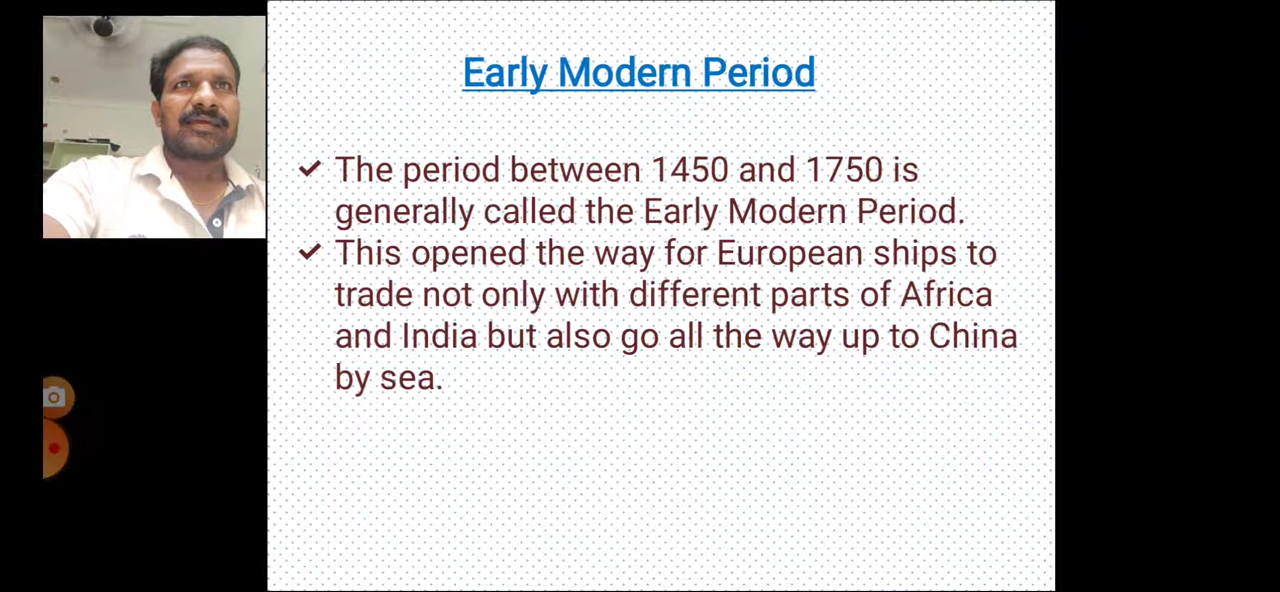 Early Modern Period
The period between 1450 and 1750 is
generally called the Early Modern Period.
This opened the way for European ships to
trade not only with different parts of Africa
and India but also go all the way up to China
by sea.